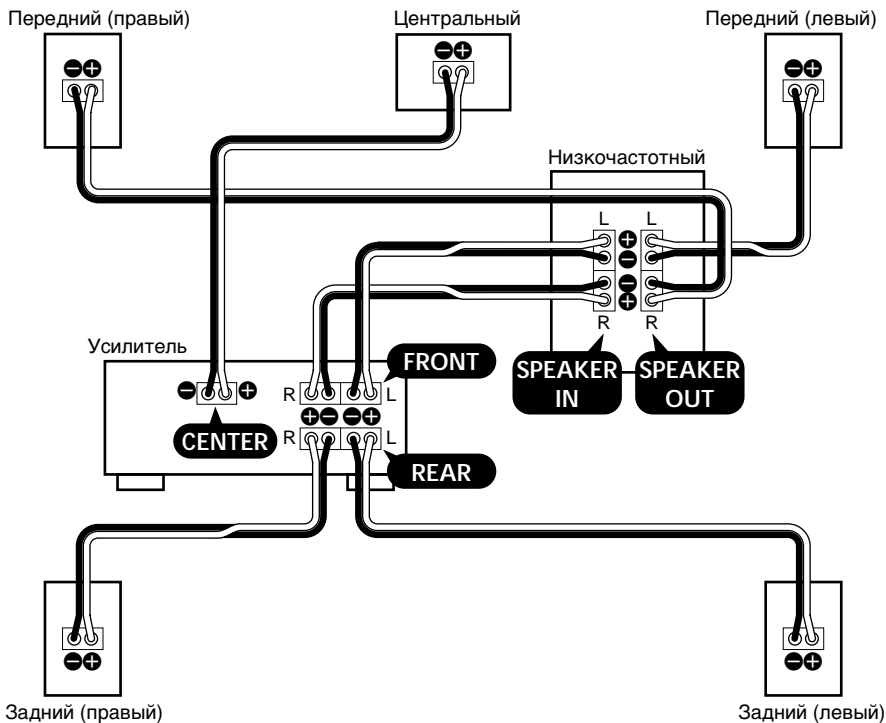 Передний (правый)
Центральный
Передний (левый)
Низкочастотный
L
L
R
R
SPEAKER
IN
SPEAKER
OUT
Усилитель
FRONT
R
L
CENTER
R
L
REAR
Задний (правый)
Задний (левый)